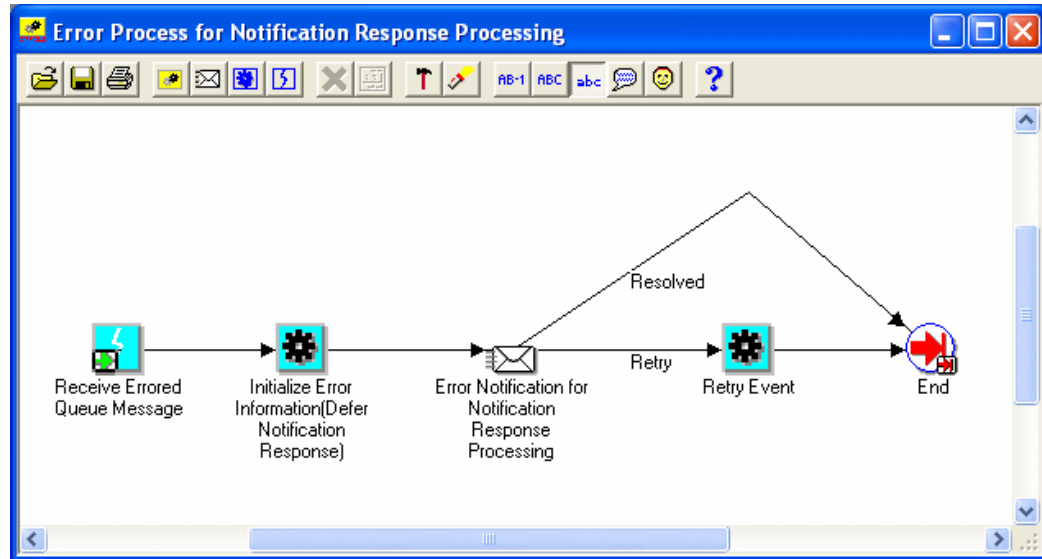 Error Process for Notification Response Processing
AB-1 ABC abc ?
Resolved
Retry
Receive Errored
Queue Message
Initialize Error
Information(Defer
Notification
Response)
Error Notification for
Notification
Response
Processing
Retry Event
End